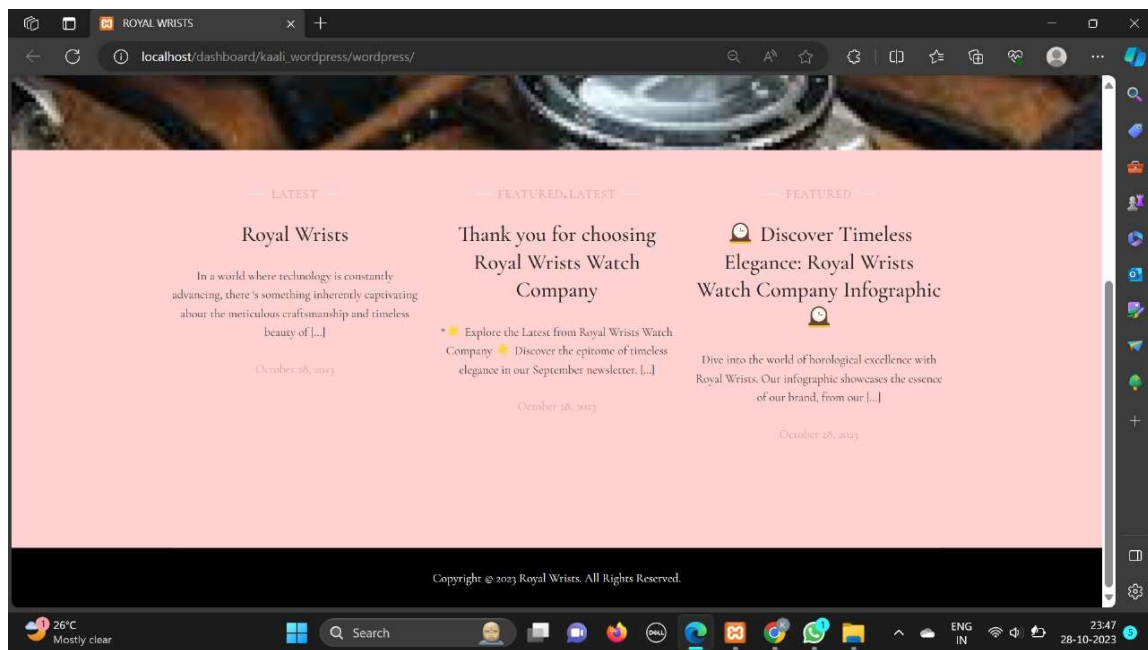 ROYAL WRISTS
localhost/dashboard/kaali_wordpress/wordpress/
LATEST
Royal Wrists
In a world where technology is constantly
advancing, there 's something inherently captivating
about the meticulous craftsmanship and timeless
beauty of [...]
October 28, 2023
FEATURED, LATEST
Thank you for choosing
Royal Wrists Watch
Company
* Explore the Latest from Royal Wrists Watch
Company Discover the epitome of timeless
elegance in our September newsletter. [...]
October 28, 2023
FEATURED
Discover Timeless
Elegance: Royal Wrists
Watch Company Infographic
Dive into the world of horological excellence with
Royal Wrists. Our infographic showcases the essence
of our brand, from our [...]
October 28, 2023
Copyright @ 2023 Royal Wrists. All Rights Reserved.
1
26°C
Mostly clear
Search
DELL
K
1
ENG
IN
23:47
28-10-2023
5